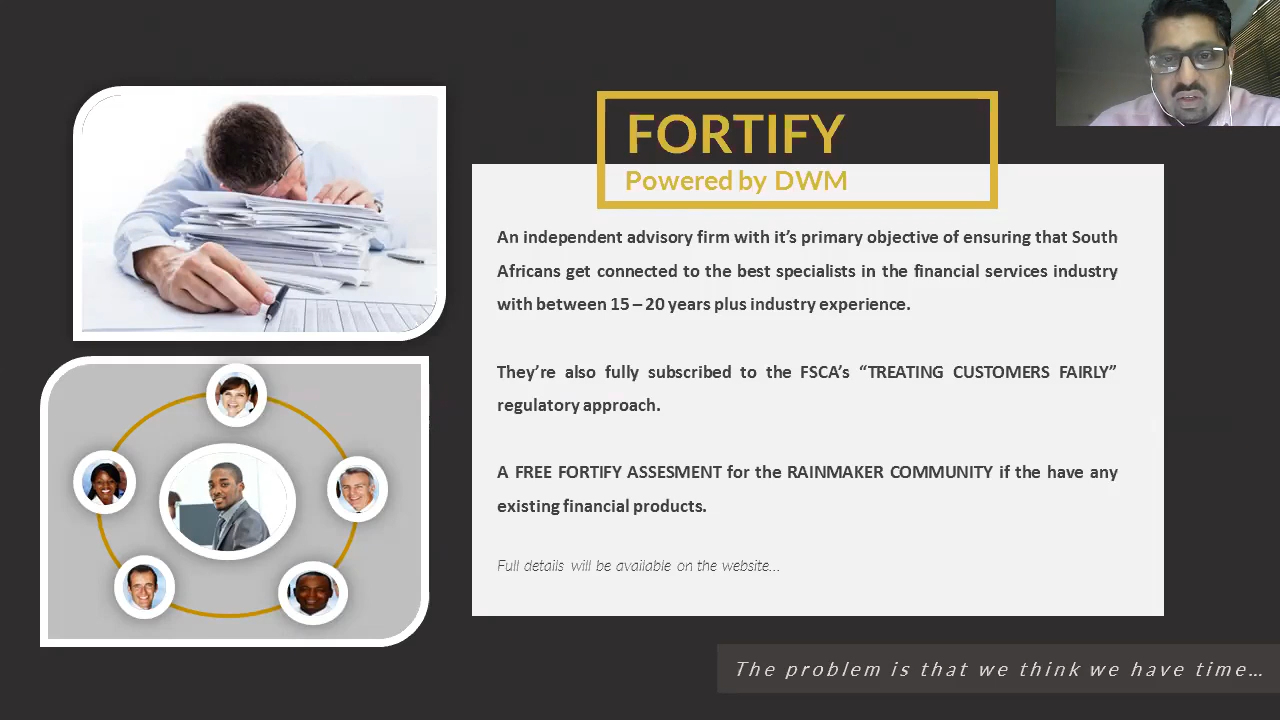 FORTIFY
Powered by DWM
An independent advisory firm with it's primary objective of ensuring that South
Africans get connected to the best specialists in the financial services industry
with between 15 – 20 years plus industry experience.
They're also fully subscribed to the FSCA's “TREATING CUSTOMERS FAIRLY”
regulatory approach.
A FREE FORTIFY ASSESMENT for the RAINMAKER COMMUNITY if the have any
existing financial products.
Full details will be available on the website…
The problem is that we think we have time…